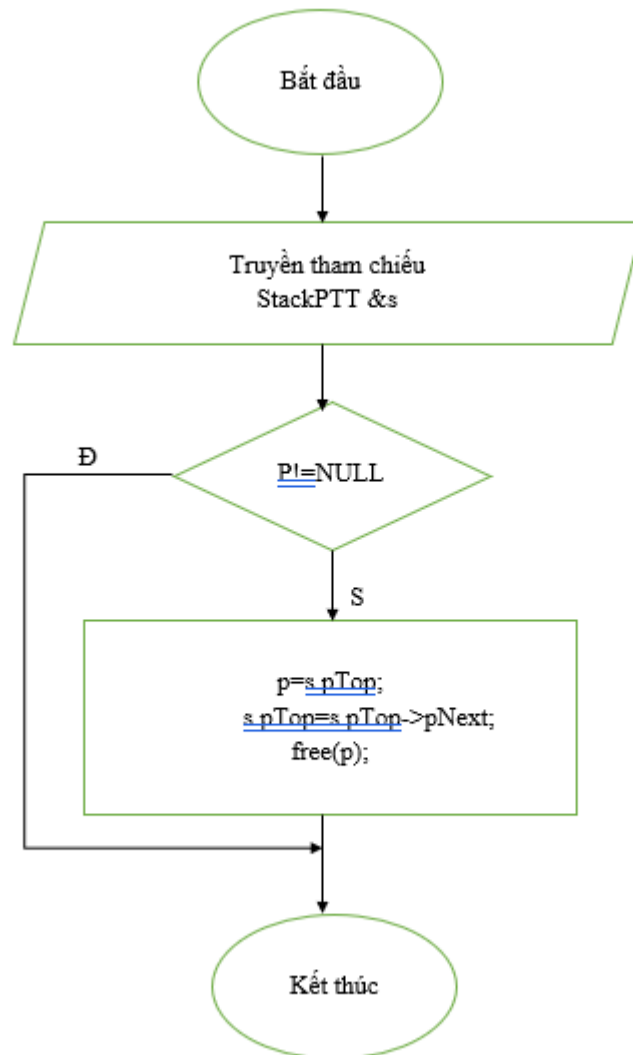 Bắt đầu
Truyền tham chiếu
StackPTT &s
Đ
P!=NULL
S
p=s.pTop;
s.pTop=s.pTop->pNext;
free(p);
Kết thúc